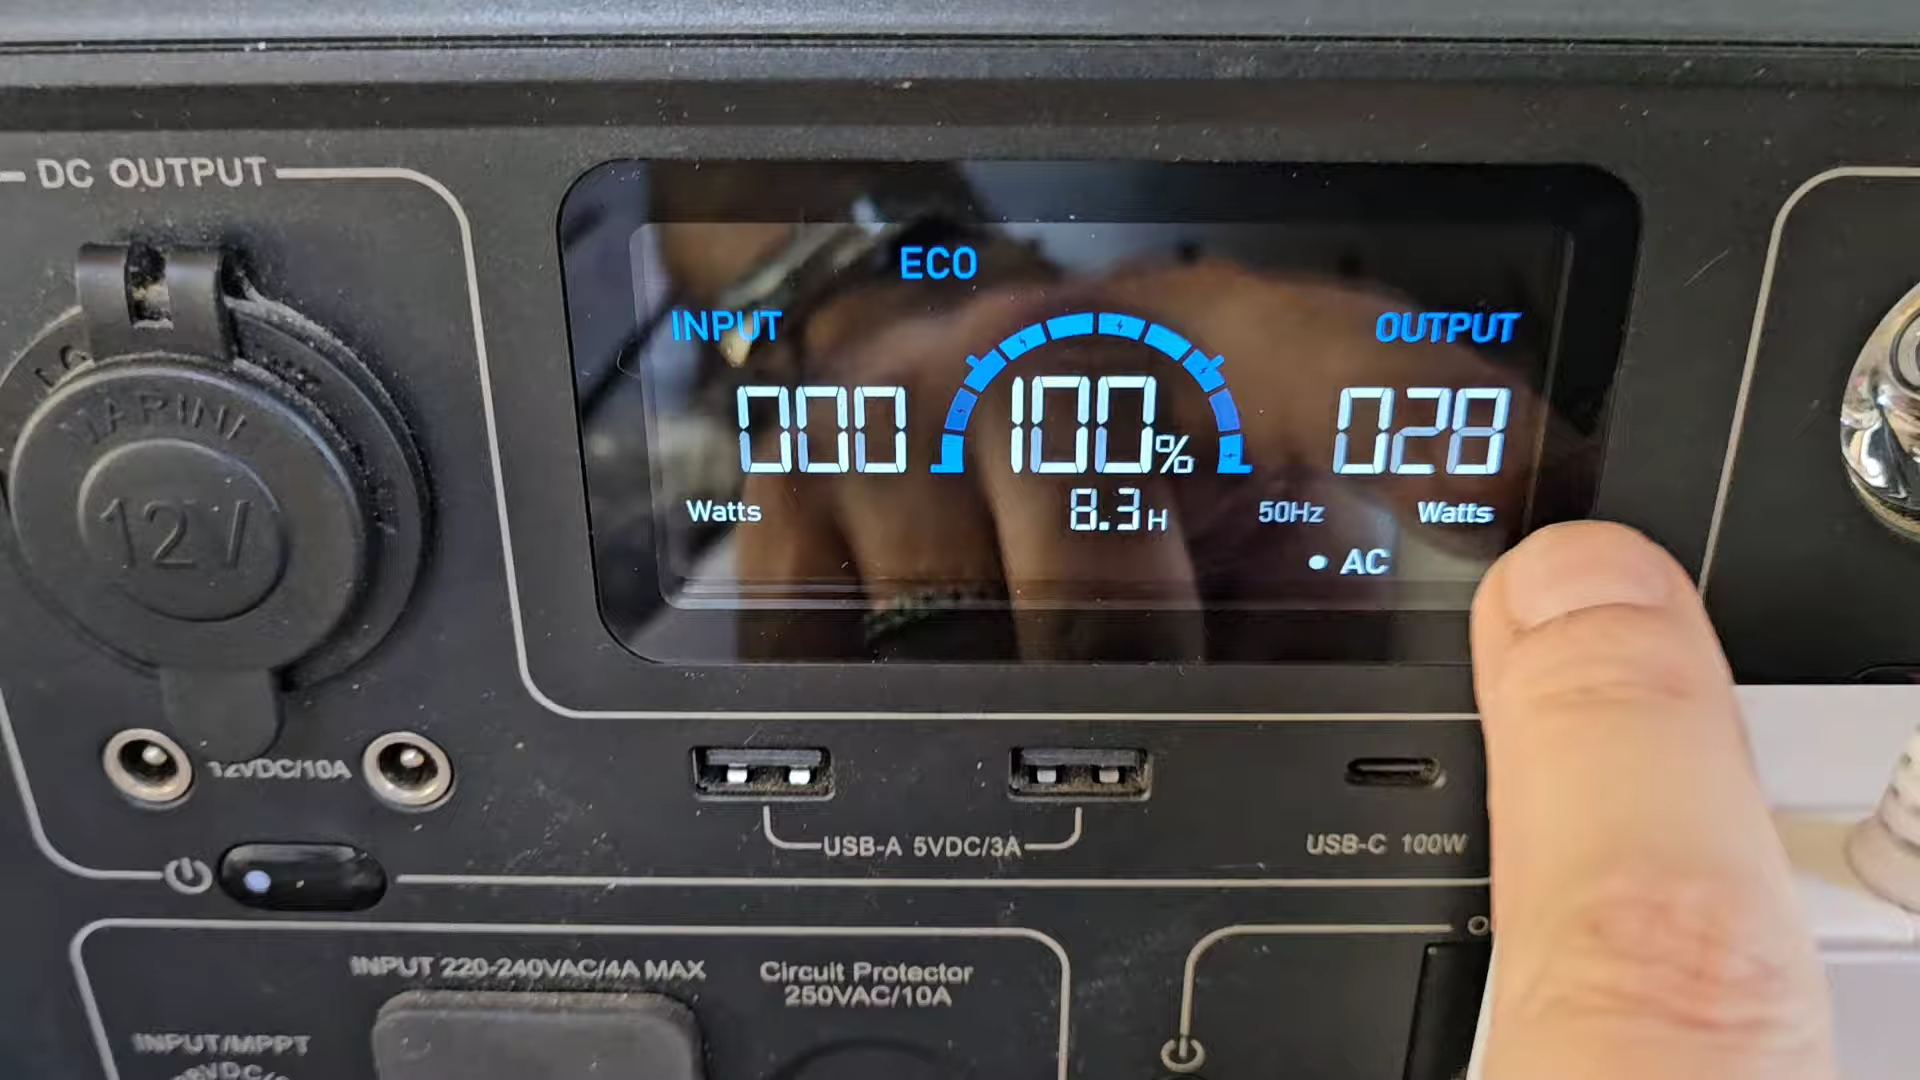 DC OUTPUT
ECO
INPUT
OUTPUT
000
100%
028
Watts
8.3H
50Hz
Watts
• AC
12V
12VDC/10A
USB-A 5VDC/3A
USB-C 100W
INPUT 220-240VAC/4A MAX
Circuit Protector
250VAC/10A
INPUT/MPPT